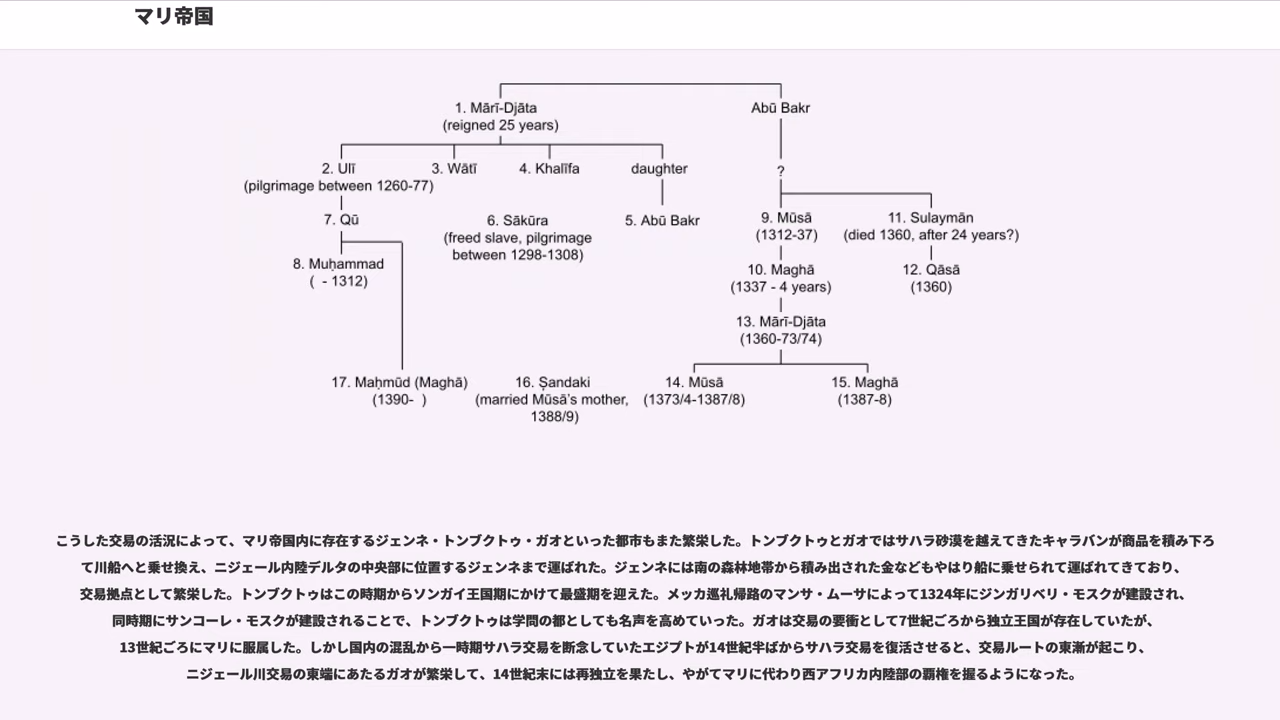 マリ帝国
1. Mārī-Djāta
(reigned 25 years)
Abū Bakr
2. Ulī
(pilgrimage between 1260-77)
3. Wātī
4. Khalīfa
daughter
?
7. Qū
6. Sākūra
(freed slave, pilgrimage
between 1298-1308)
5. Abū Bakr
9. Mūsā
(1312-37)
11. Sulaymān
(died 1360, after 24 years?)
8. Muḥammad
( - 1312)
10. Maghā
(1337 - 4 years)
12. Qāsā
(1360)
13. Mārī-Djāta
(1360-73/74)
17. Maḥmūd (Maghā)
(1390- )
16. Ṣandaki
(married Mūsā's mother,
1388/9)
14. Mūsā
(1373/4-1387/8)
15. Maghā
(1387-8)
こうした交易の活況によって、マリ帝国内に存在するジェンネ・トンブクトゥ・ガオといった都市もまた繁栄した。トンブクトゥとガオではサハラ砂漠を越えてきたキャラバンが商品を積み下ろ
て川船へと乗せ換え、ニジェール内陸デルタの中央部に位置するジェンネまで運ばれた。ジェンネには南の森林地帯から積み出された金などもやはり船に乗せられて運ばれてきており、
交易拠点として繁栄した。トンブクトゥはこの時期からソンガイ王国期にかけて最盛期を迎えた。メッカ巡礼帰路のマンサ・ムーサによって1324年にジンガリベリ・モスクが建設され、
同時期にサンコーレ・モスクが建設されることで、トンブクトゥは学問の都としても名声を高めていった。ガオは交易の要衝として7世紀ごろから独立王国が存在していたが、
13世紀ごろにマリに服属した。しかし国内の混乱から一時期サハラ交易を断念していたエジプトが14世紀半ばからサハラ交易を復活させると、交易ルートの東漸が起こり、
ニジェール川交易の東端にあたるガオが繁栄して、14世紀末には再独立を果たし、やがてマリに代わり西アフリカ内陸部の覇権を握るようになった。